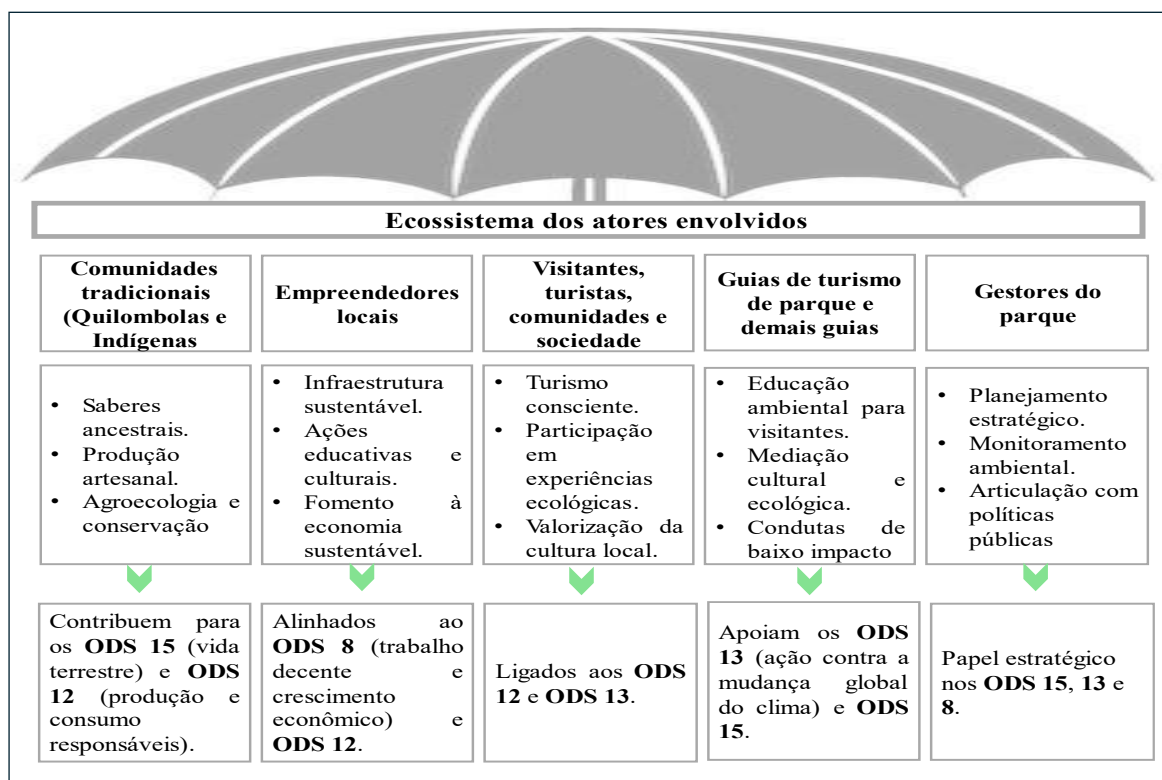 Ecossistema dos atores envolvidos
Comunidades
tradicionais
(Quilombolas e
Indígenas
Empreendedores
locais
Visitantes,
turistas,
comunidades e
sociedade
Guias de turismo
de parque e
demais guias
Gestores do
parque
• Saberes
ancestrais.
• Produção
artesanal.
• Agroecologia e
conservação
• Infraestrutura
sustentável.
• Ações
educativas e
culturais.
• Fomento à
economia
sustentável.
• Turismo
consciente.
• Participação
em
experiências
ecológicas.
• Valorização da
cultura local.
• Educação
ambiental para
visitantes.
• Mediação
cultural e
ecológica.
• Condutas de
baixo impacto
• Planejamento
estratégico.
• Monitoramento
ambiental.
• Articulação com
políticas
públicas
Contribuem para
os ODS 15 (vida
terrestre) e ODS
12 (produção e
consumo
responsáveis).
Alinhados ao
ODS 8 (trabalho
decente e
crescimento
econômico) e
ODS 12.
Ligados aos ODS
12 e ODS 13.
Apoiam os ODS
13 (ação contra a
mudança global
do clima) e ODS
15.
Papel estratégico
nos ODS 15, 13 e
8.